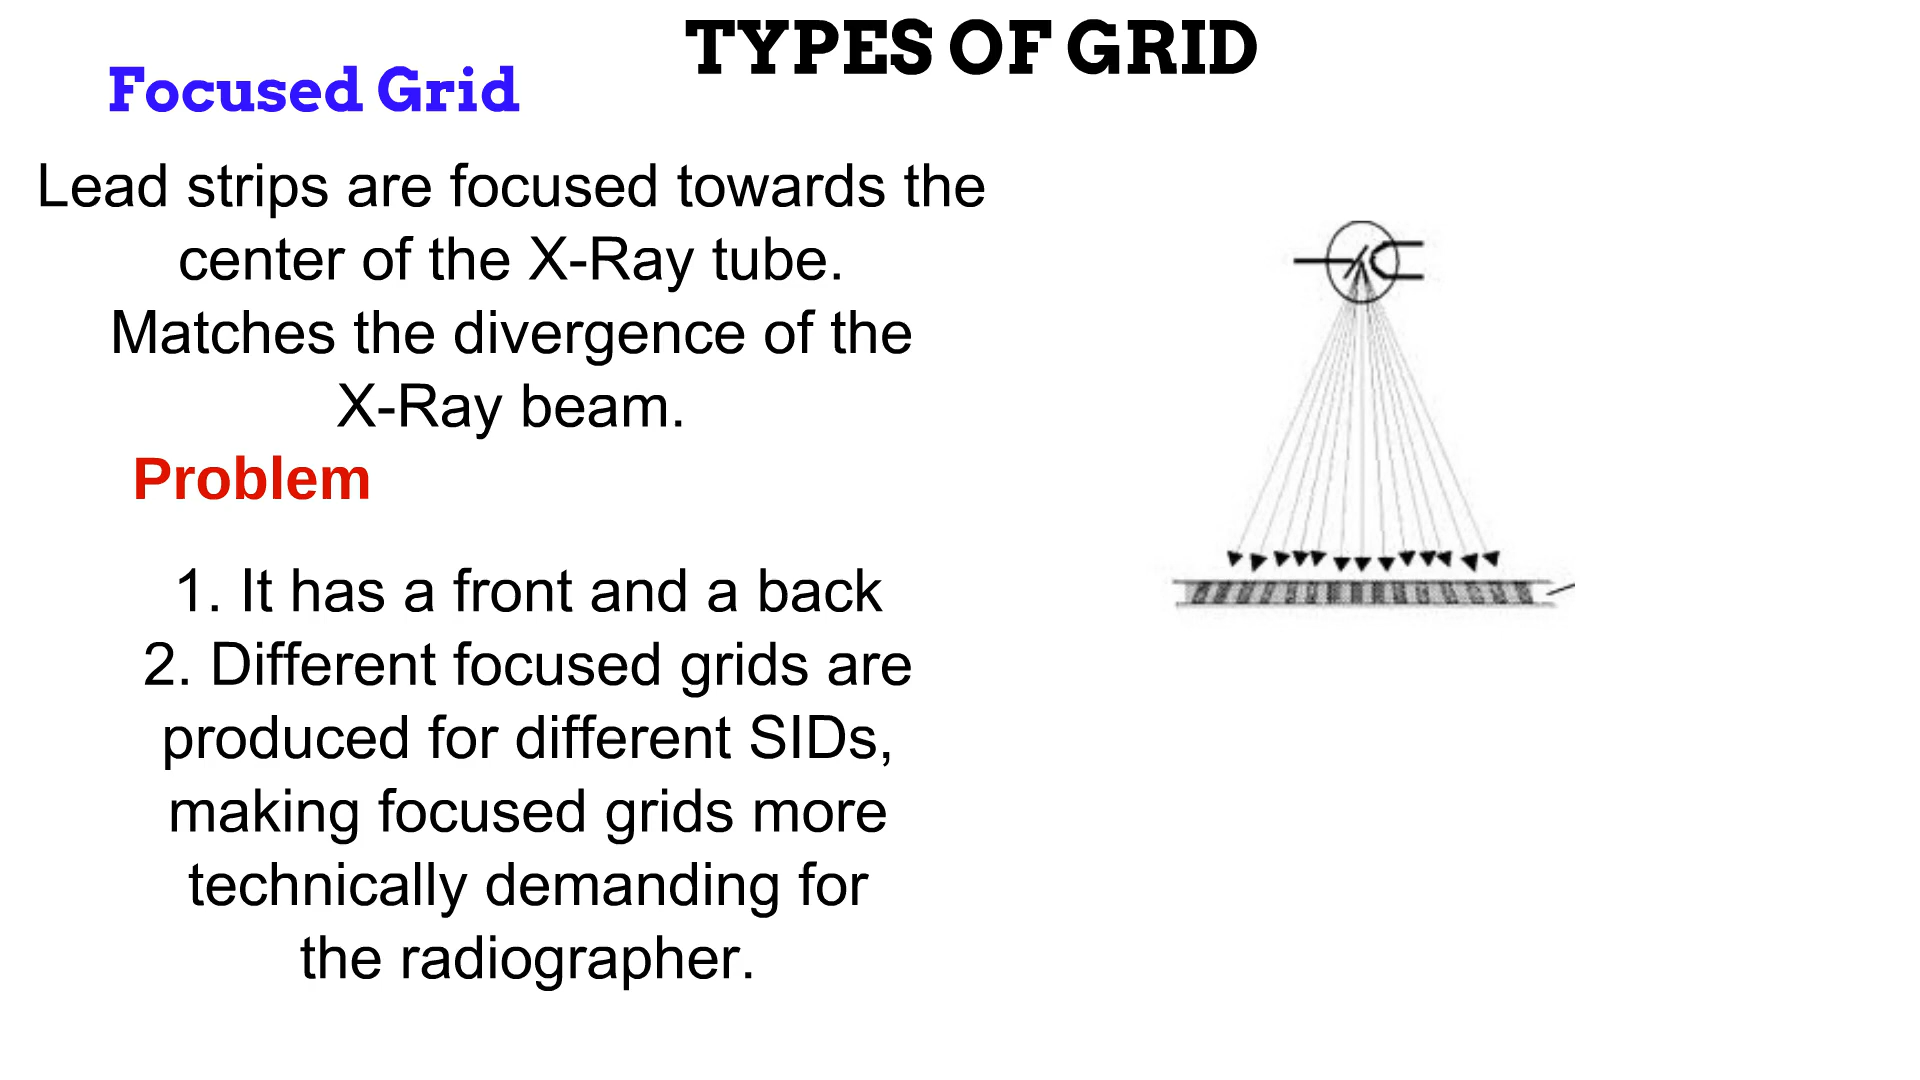 TYPES OF GRID
Focused Grid
Lead strips are focused towards the
center of the X-Ray tube.
Matches the divergence of the
X-Ray beam.
Problem
1. It has a front and a back
2. Different focused grids are
produced for different SIDs,
making focused grids more
technically demanding for
the radiographer.